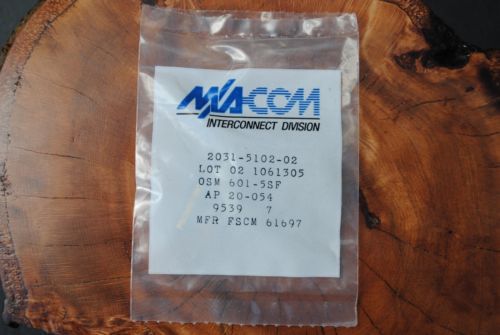 M/A-COM
INTERCONNECT DIVISION
2031-5102-02
LOT 02 1061305
OSM 601-5SF
AP 20-054
9539 7
MFR FSCM 61697